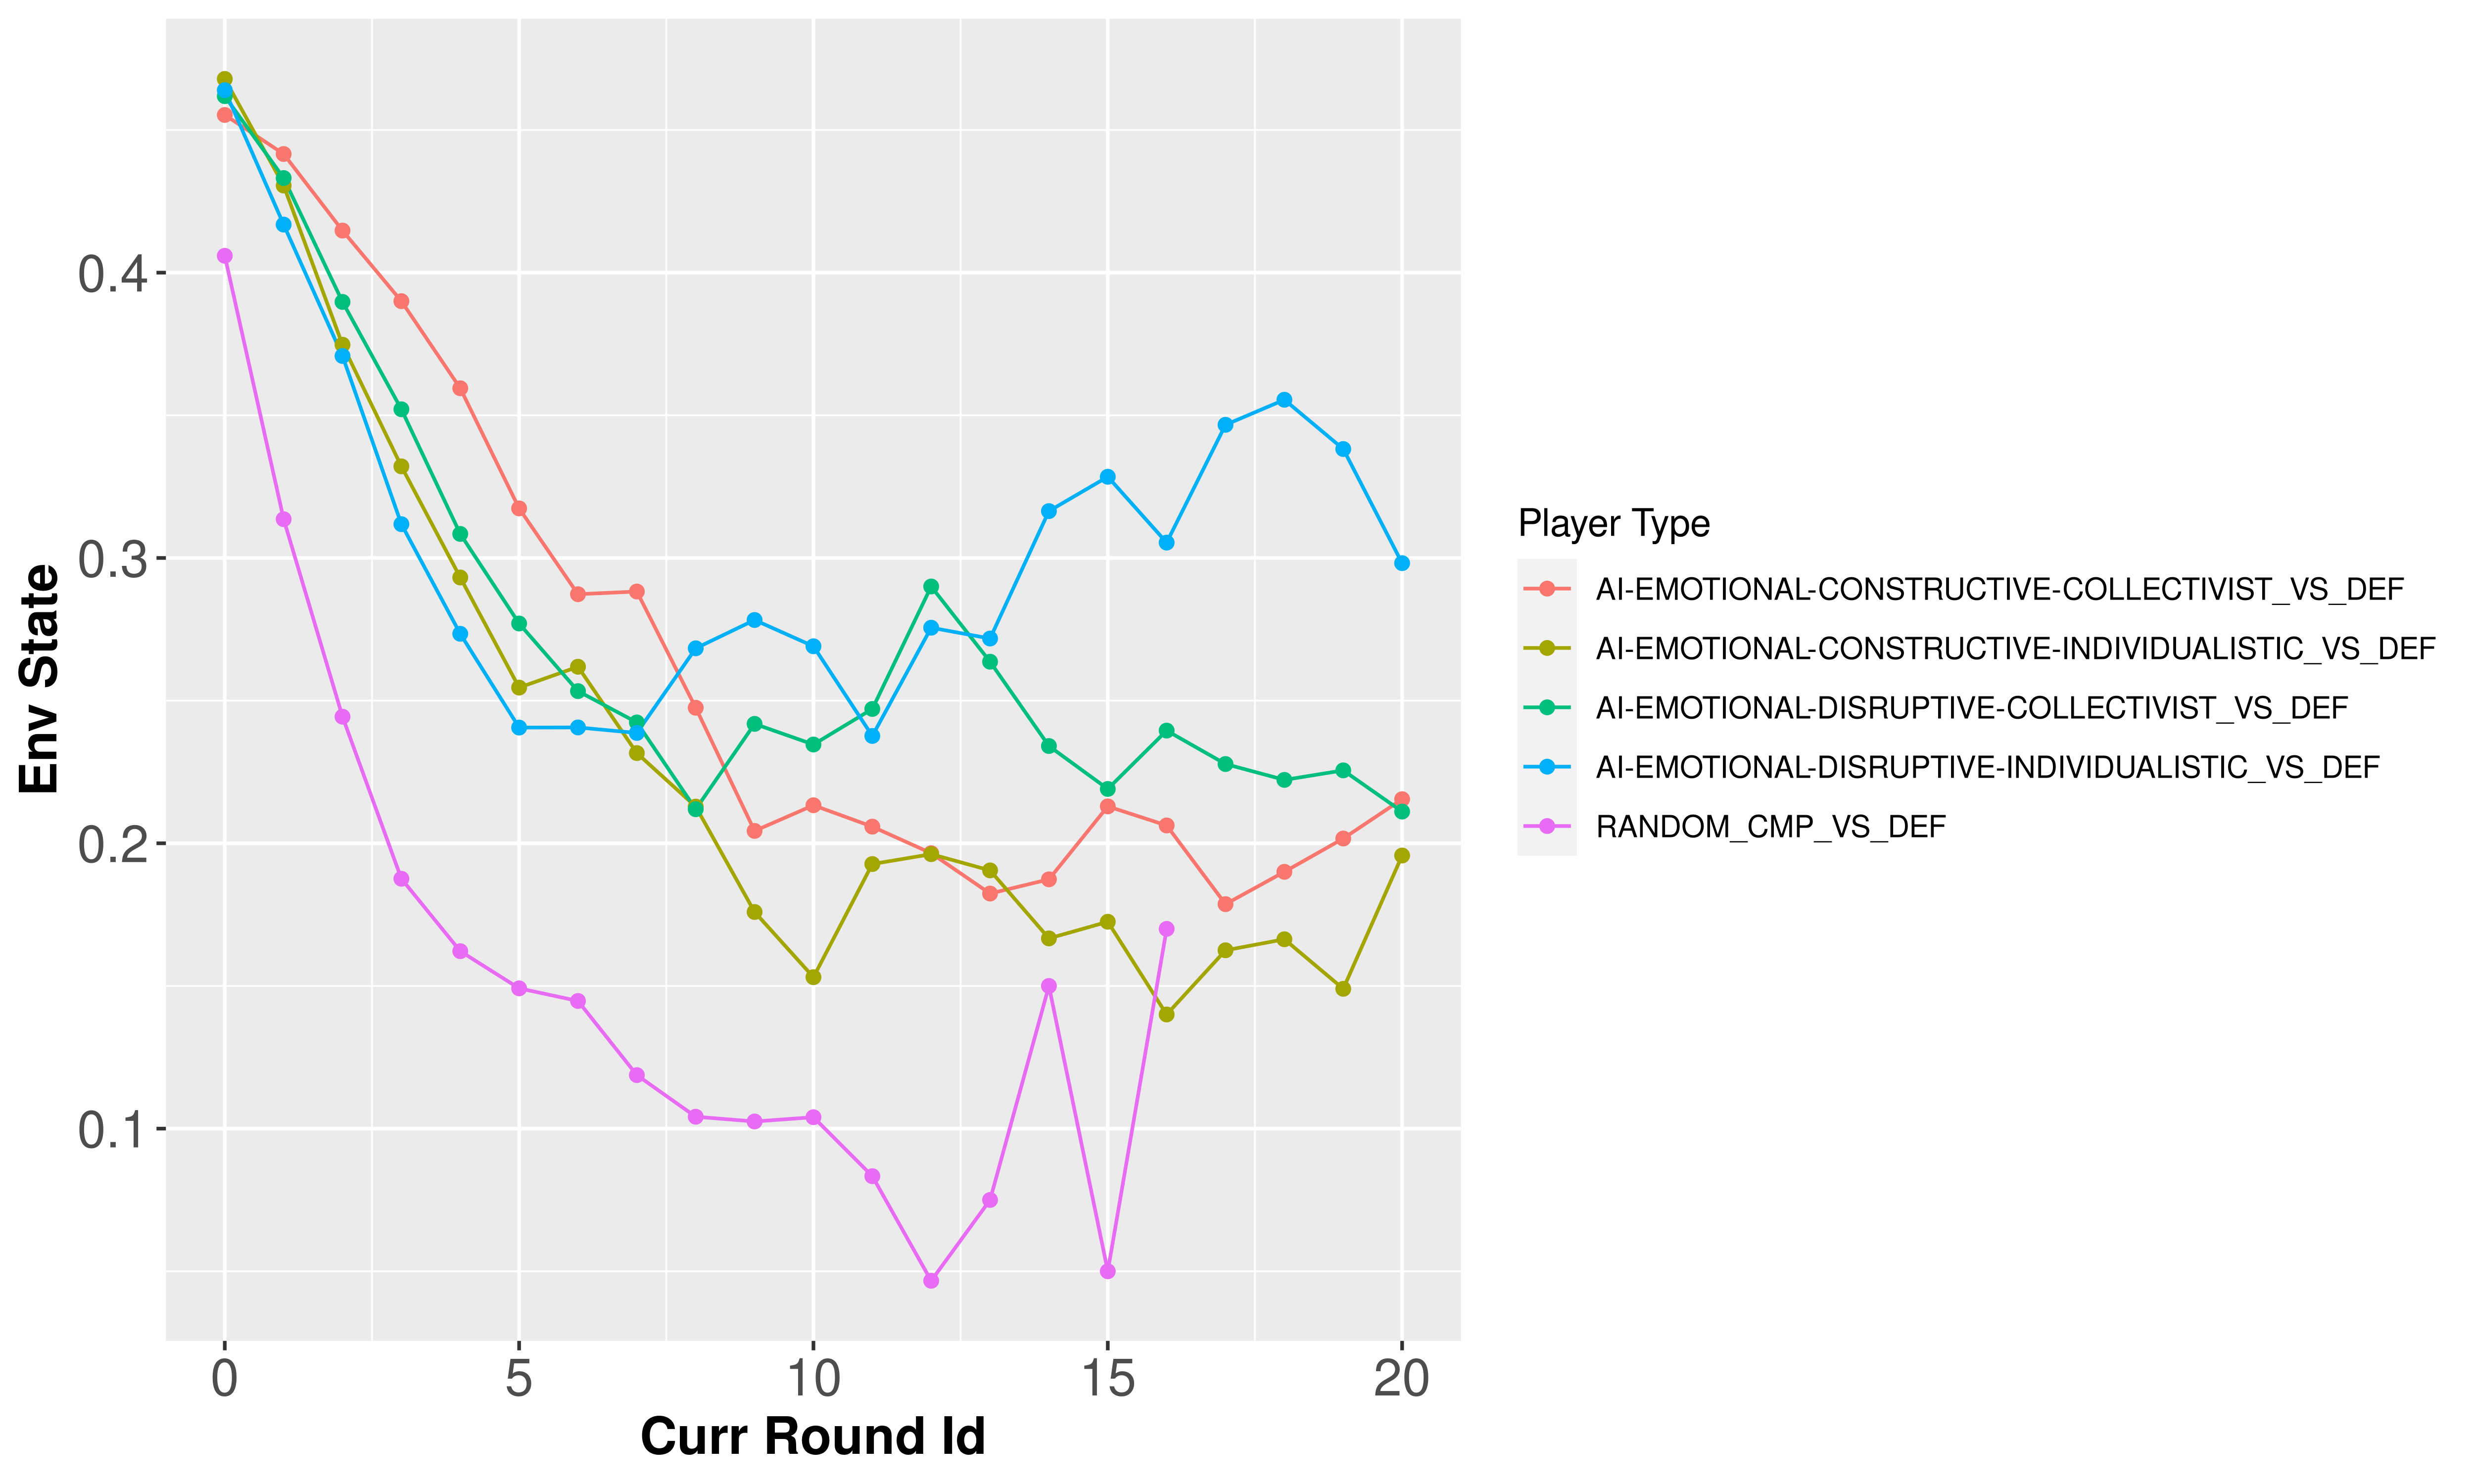 Env State
0.4
0.3
0.2
0.1
0 5 10 15 20
Curr Round Id
Player Type
AI-EMOTIONAL-CONSTRUCTIVE-COLLECTIVIST_VS_DEF
AI-EMOTIONAL-CONSTRUCTIVE-INDIVIDUALISTIC_VS_DEF
AI-EMOTIONAL-DISRUPTIVE-COLLECTIVIST_VS_DEF
AI-EMOTIONAL-DISRUPTIVE-INDIVIDUALISTIC_VS_DEF
RANDOM_CMP_VS_DEF